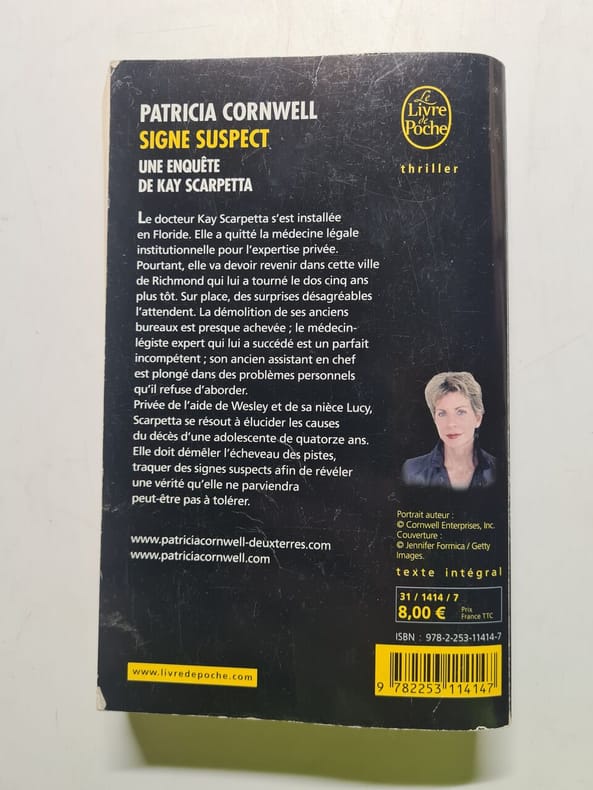 PATRICIA CORNWELL
SIGNE SUSPECT
UNE ENQUÊTE
DE KAY SCARPETTA
Le
Livre
de
Poche
thriller
Le docteur Kay Scarpetta s'est installée
en Floride. Elle a quitté la médecine légale
institutionnelle pour l'expertise privée.
Pourtant, elle va devoir revenir dans cette ville
de Richmond qui lui a tourné le dos cinq ans
plus tôt. Sur place, des surprises désagréables
l'attendent. La démolition de ses anciens
bureaux est presque achevée ; le médecin-
légiste expert qui lui a succédé est un parfait
incompétent ; son ancien assistant en chef
est plongé dans des problèmes personnels
qu'il refuse d'aborder.
Privée de l'aide de Wesley et de sa nièce Lucy,
Scarpetta se résout à élucider les causes
du décès d'une adolescente de quatorze ans.
Elle doit démêler l'écheveau des pistes,
traquer des signes suspects afin de révéler
une vérité qu'elle ne parviendra
peut-être pas à tolérer.
www.patriciacornwell-deuxterres.com
www.patriciacornwell.com
Portrait auteur :
© Cornwell Enterprises, Inc.
Couverture :
© Jennifer Formica / Getty
Images.
texte intégral
31 / 1414 / 7
8,00 € Prix
France TTC
ISBN : 978-2-253-11414-7
9 782253 114147
www.livredepoche.com